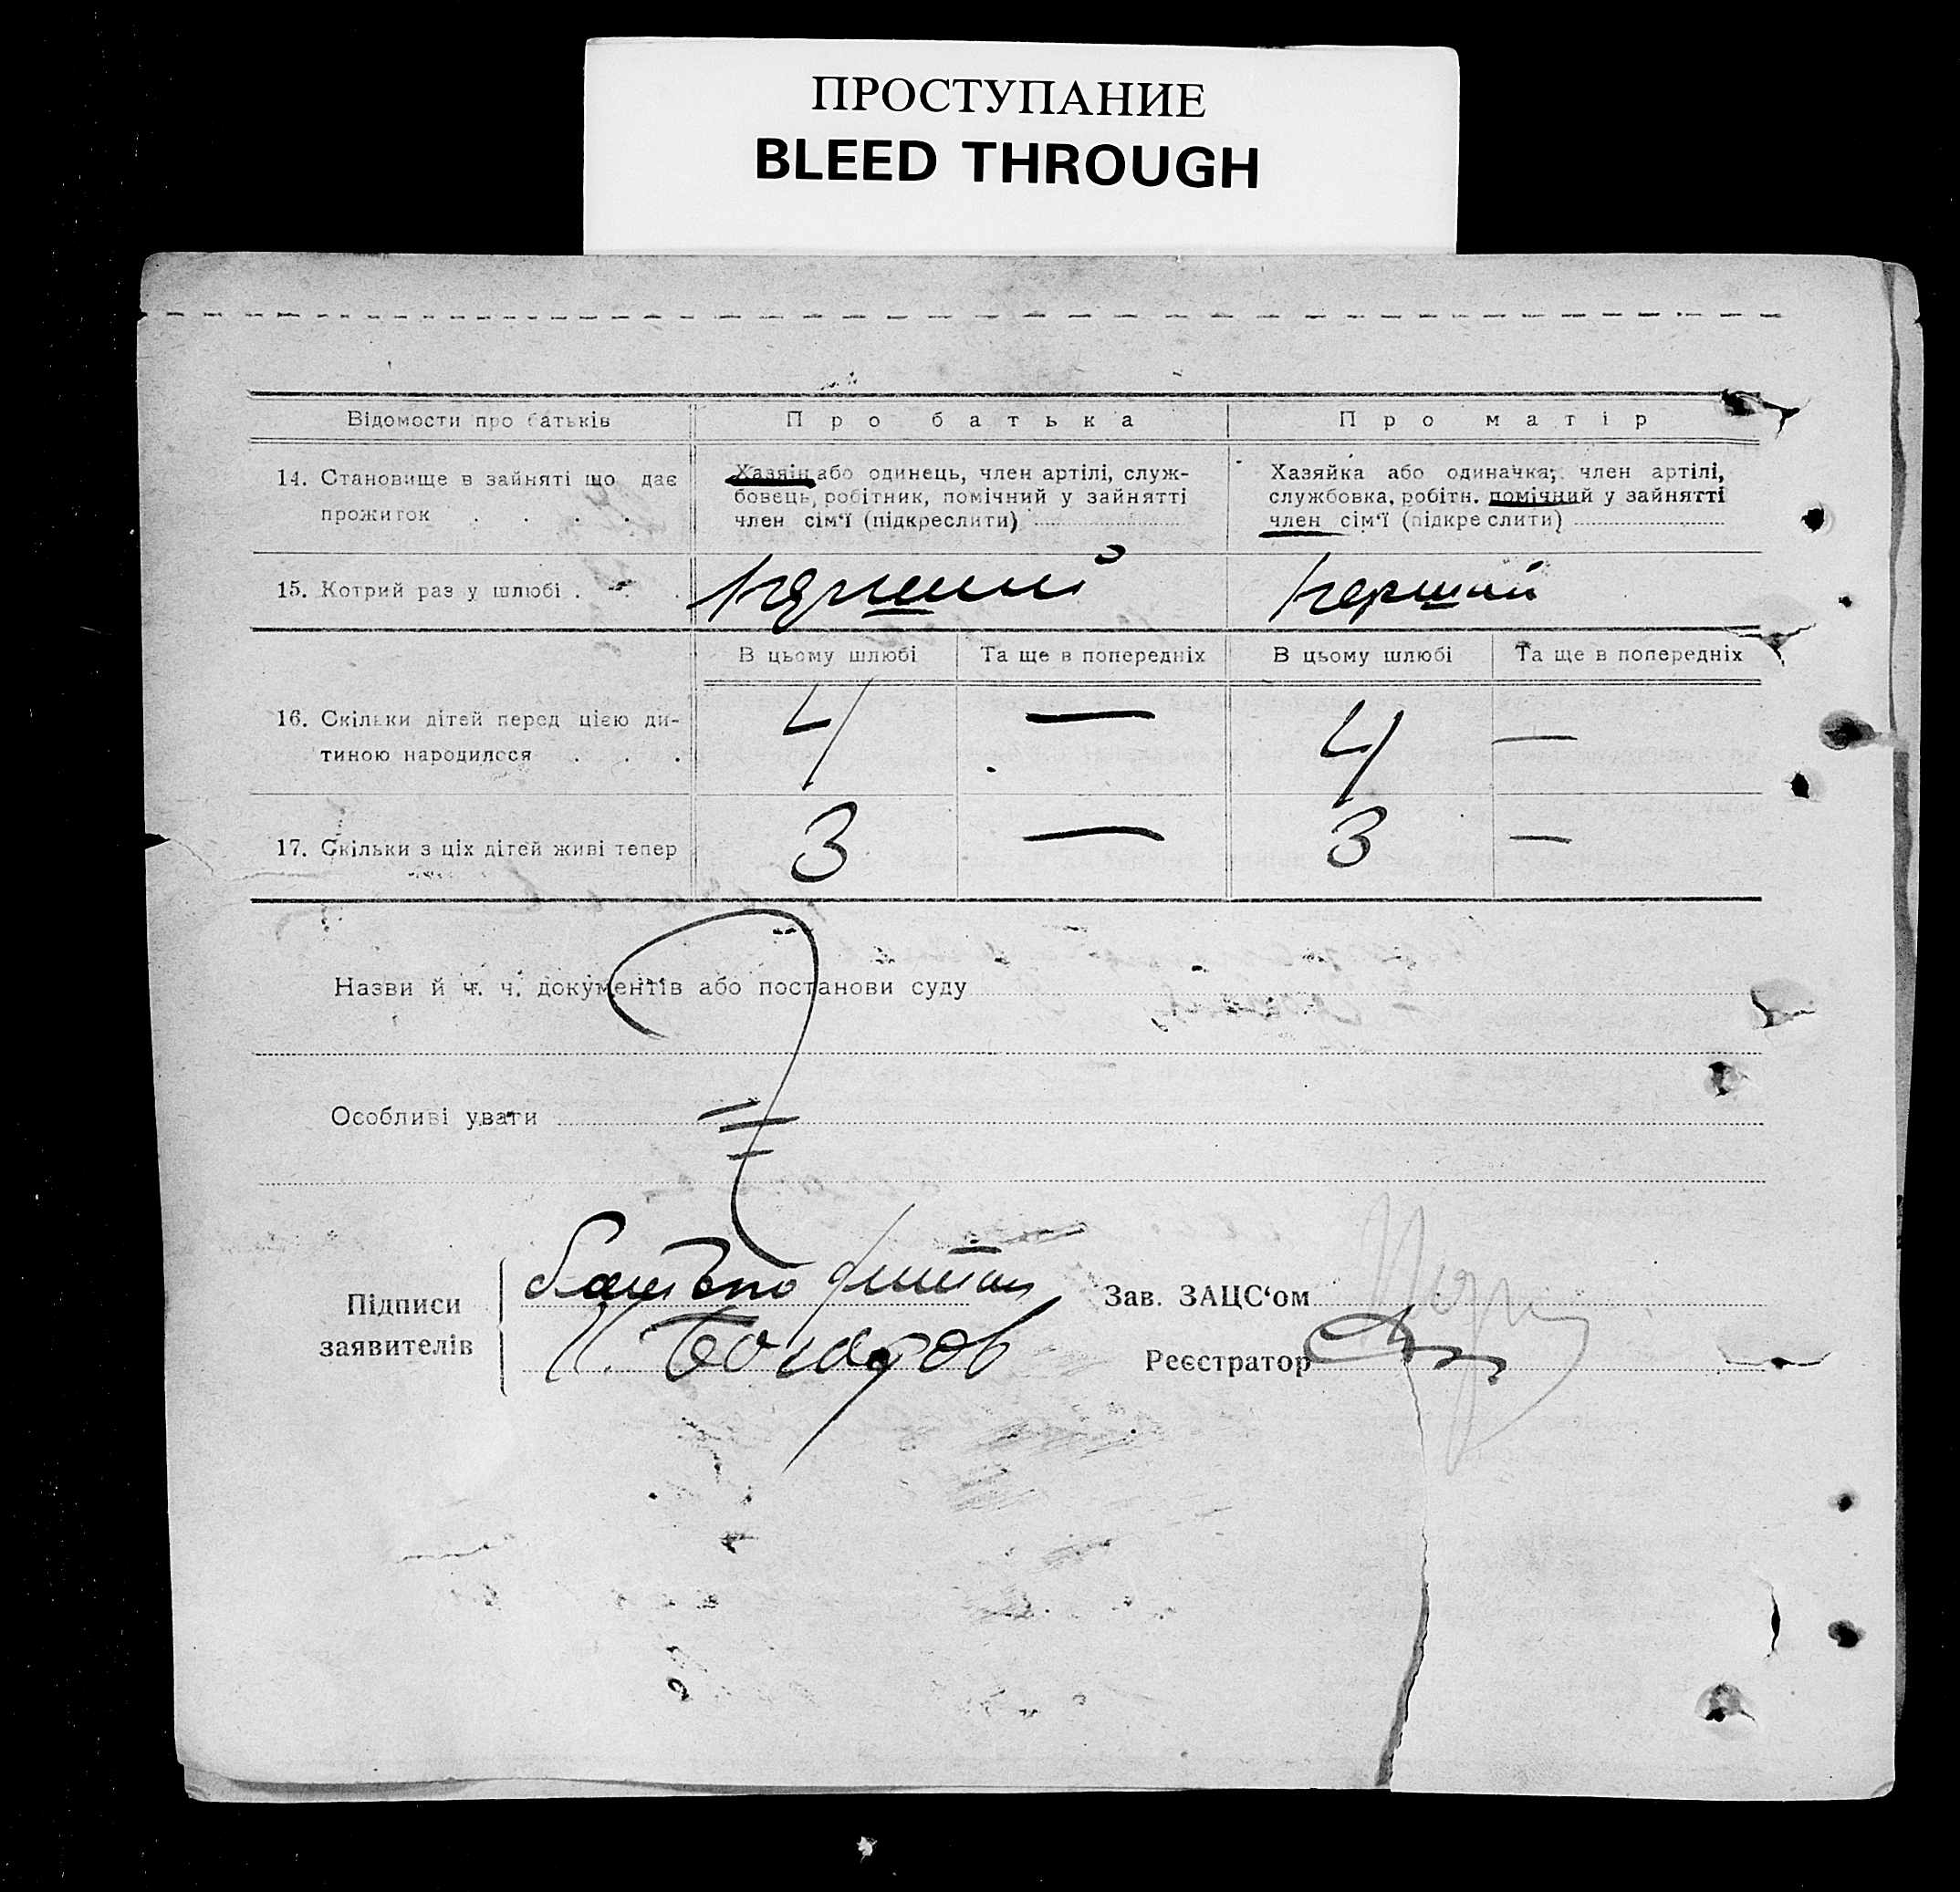 ПРОСТУПАНИЕ
BLEED THROUGH
Відомости про батьків
Про батька
Про матір
14. Становище в зайняті що дає
прожиток . . . .
Хазяїн або одинець, член артілі, служ-
бовець, робітник, помічний у зайнятті
член сім'ї (підкреслити)
Хазяйка або одиначка, член артілі,
службовка, робітн. помічний у зайнятті
член сім'ї (підкреслити)
15. Котрий раз у шлюбі . . .
перший
перший
В цьому шлюбі
Та ще в попередніх
В цьому шлюбі
Та ще в попередніх
16. Скільки дітей перед цією ди-
тиною народилося . . .
4 — 4 —
17. Скільки з ціх дітей живі тепер
3 — 3 —
Назви й ч. ч. документів або постанови суду
Особливі уваги
Підписи
заявителів
Зав. ЗАЦС‘ом
Реєстратор